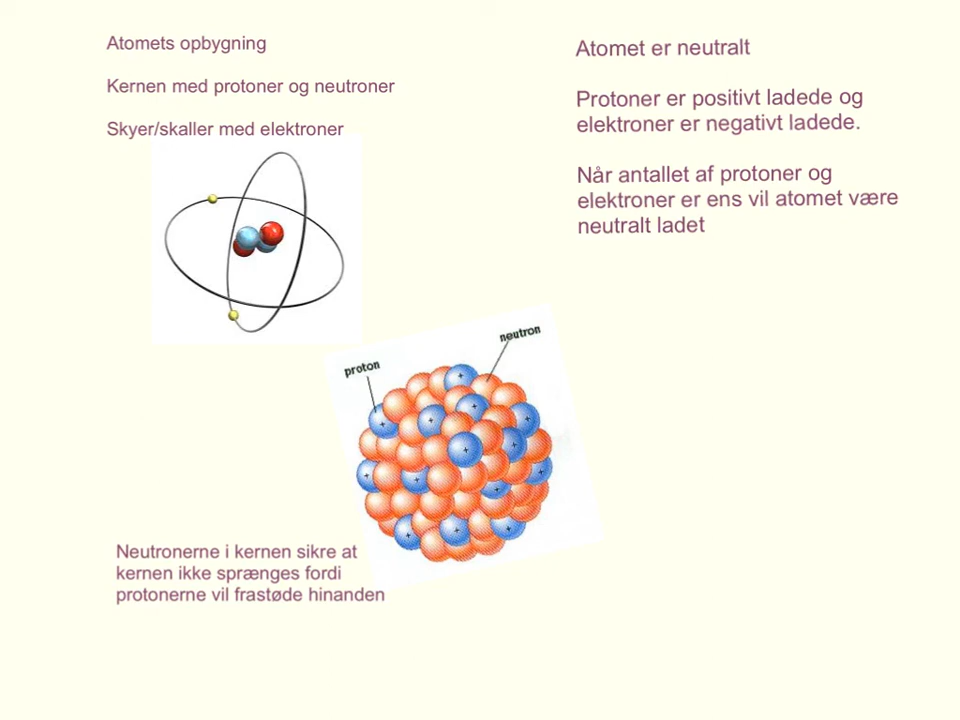 Atomets opbygning
Kernen med protoner og neutroner
Skyer/skaller med elektroner
Atomet er neutralt
Protoner er positivt ladede og
elektroner er negativt ladede.
Når antallet af protoner og
elektroner er ens vil atomet være
neutralt ladet
proton
neutron
Neutronerne i kernen sikre at
kernen ikke sprænges fordi
protonerne vil frastøde hinanden